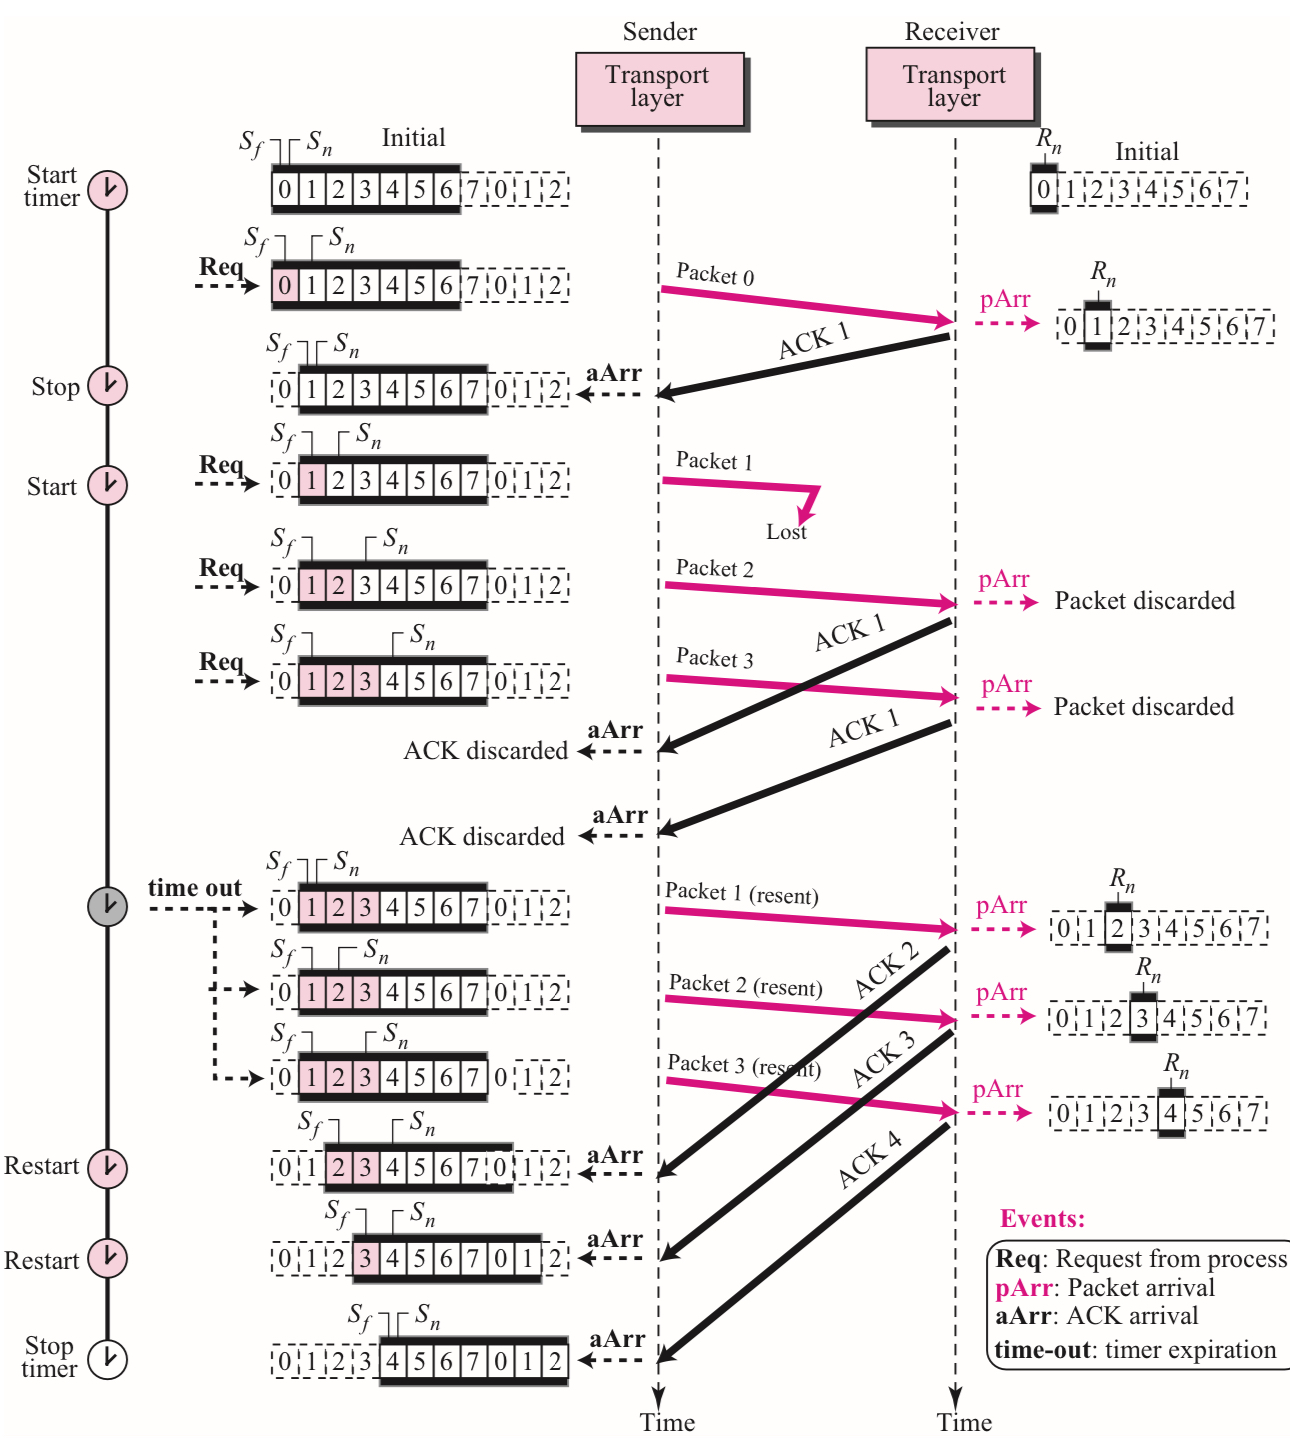 Sender Receiver
Transport layer Transport layer
S_f S_n Initial R_n Initial
Start timer 0 1 2 3 4 5 6 7 0 1 2 0 1 2 3 4 5 6 7
S_f S_n
Req 0 1 2 3 4 5 6 7 0 1 2 Packet 0 pArr R_n 0 1 2 3 4 5 6 7
S_f S_n ACK 1
Stop 0 1 2 3 4 5 6 7 0 1 2 aArr
S_f S_n
Start Req 0 1 2 3 4 5 6 7 0 1 2 Packet 1
Lost
S_f S_n
Req 0 1 2 3 4 5 6 7 0 1 2 Packet 2 pArr Packet discarded
S_f S_n ACK 1
Req 0 1 2 3 4 5 6 7 0 1 2 Packet 3 pArr Packet discarded
ACK discarded aArr ACK 1
ACK discarded aArr
S_f S_n R_n
time out 0 1 2 3 4 5 6 7 0 1 2 Packet 1 (resent) pArr 0 1 2 3 4 5 6 7
S_f S_n ACK 2 R_n
0 1 2 3 4 5 6 7 0 1 2 Packet 2 (resent) pArr 0 1 2 3 4 5 6 7
S_f S_n ACK 3 R_n
0 1 2 3 4 5 6 7 0 1 2 Packet 3 (resent) pArr 0 1 2 3 4 5 6 7
S_f S_n ACK 4
Restart 0 1 2 3 4 5 6 7 0 1 2 aArr
S_f S_n
Restart 0 1 2 3 4 5 6 7 0 1 2 aArr
S_f S_n
Stop timer 0 1 2 3 4 5 6 7 0 1 2 aArr
Time Time
Events:
Req: Request from process
pArr: Packet arrival
aArr: ACK arrival
time-out: timer expiration